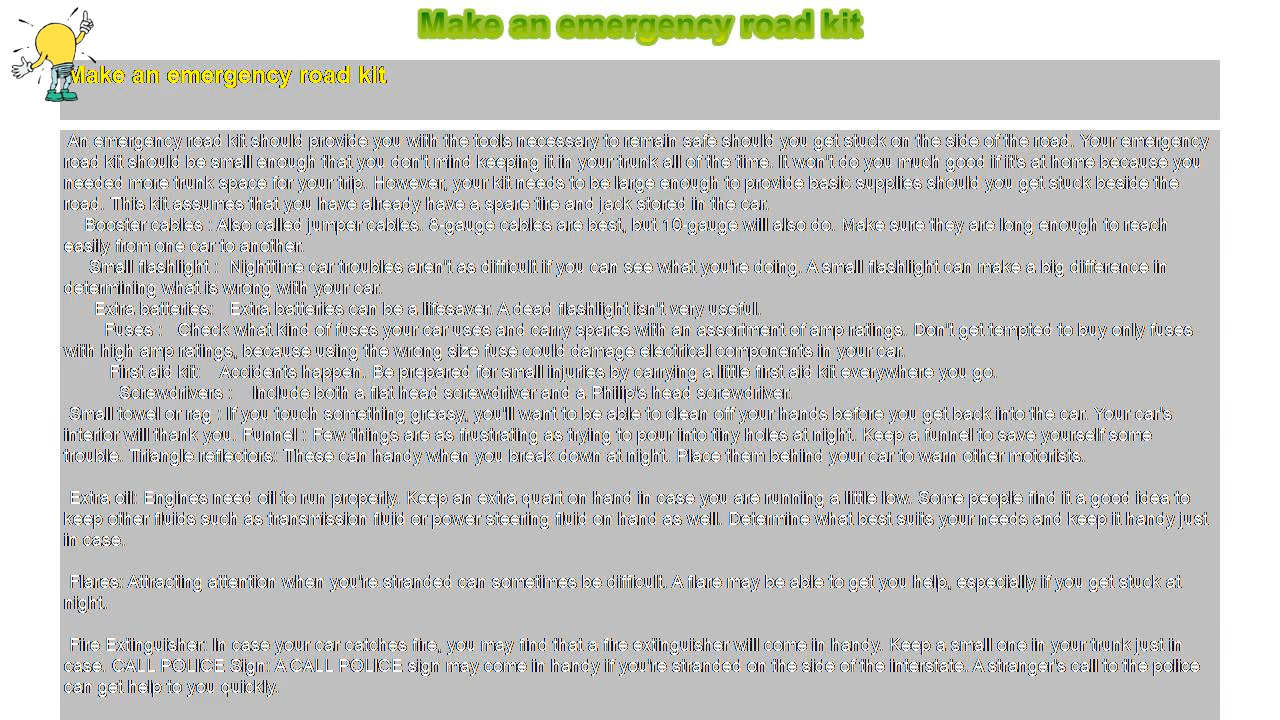 Make an emergency road kit
Make an emergency road kit
An emergency road kit should provide you with the tools necessary to remain safe should you get stuck on the side of the road. Your emergency
road kit should be small enough that you don't mind keeping it in your trunk all of the time. It won't do you much good if it's at home because you
needed more trunk space for your trip. However, your kit needs to be large enough to provide basic supplies should you get stuck beside the
road. This kit assumes that you have already have a spare tire and jack stored in the car.
Booster cables : Also called jumper cables. 8-gauge cables are best, but 10-gauge will also do. Make sure they are long enough to reach
easily from one car to another.
Small flashlight : Nighttime car troubles aren't as difficult if you can see what you're doing. A small flashlight can make a big difference in
determining what is wrong with your car.
Extra batteries: Extra batteries can be a lifesaver. A dead flashlight isn't very useful.
Fuses : Check what kind of fuses your car uses and carry spares with an assortment of amp ratings. Don't get tempted to buy only fuses
with high amp ratings, because using the wrong size fuse could damage electrical components in your car.
First aid kit: Accidents happen. Be prepared for small injuries by carrying a little first aid kit everywhere you go.
Screwdrivers : Include both a flat head screwdriver and a Philip's head screwdriver.
Small towel or rag : If you touch something greasy, you'll want to be able to clean off your hands before you get back into the car. Your car's
interior will thank you. Funnel : Few things are as frustrating as trying to pour into tiny holes at night. Keep a funnel to save yourself some
trouble. Triangle reflectors: These can handy when you break down at night. Place them behind your car to warn other motorists.
Extra oil: Engines need oil to run properly. Keep an extra quart on hand in case you are running a little low. Some people find it a good idea to
keep other fluids such as transmission fluid or power steering fluid on hand as well. Determine what best suits your needs and keep it handy just
in case.
Flares: Attracting attention when you're stranded can sometimes be difficult. A flare may be able to get you help, especially if you get stuck at
night.
Fire Extinguisher: In case your car catches fire, you may find that a fire extinguisher will come in handy. Keep a small one in your trunk just in
case. CALL POLICE Sign: A CALL POLICE sign may come in handy if you're stranded on the side of the interstate. A stranger's call to the police
can get help to you quickly.